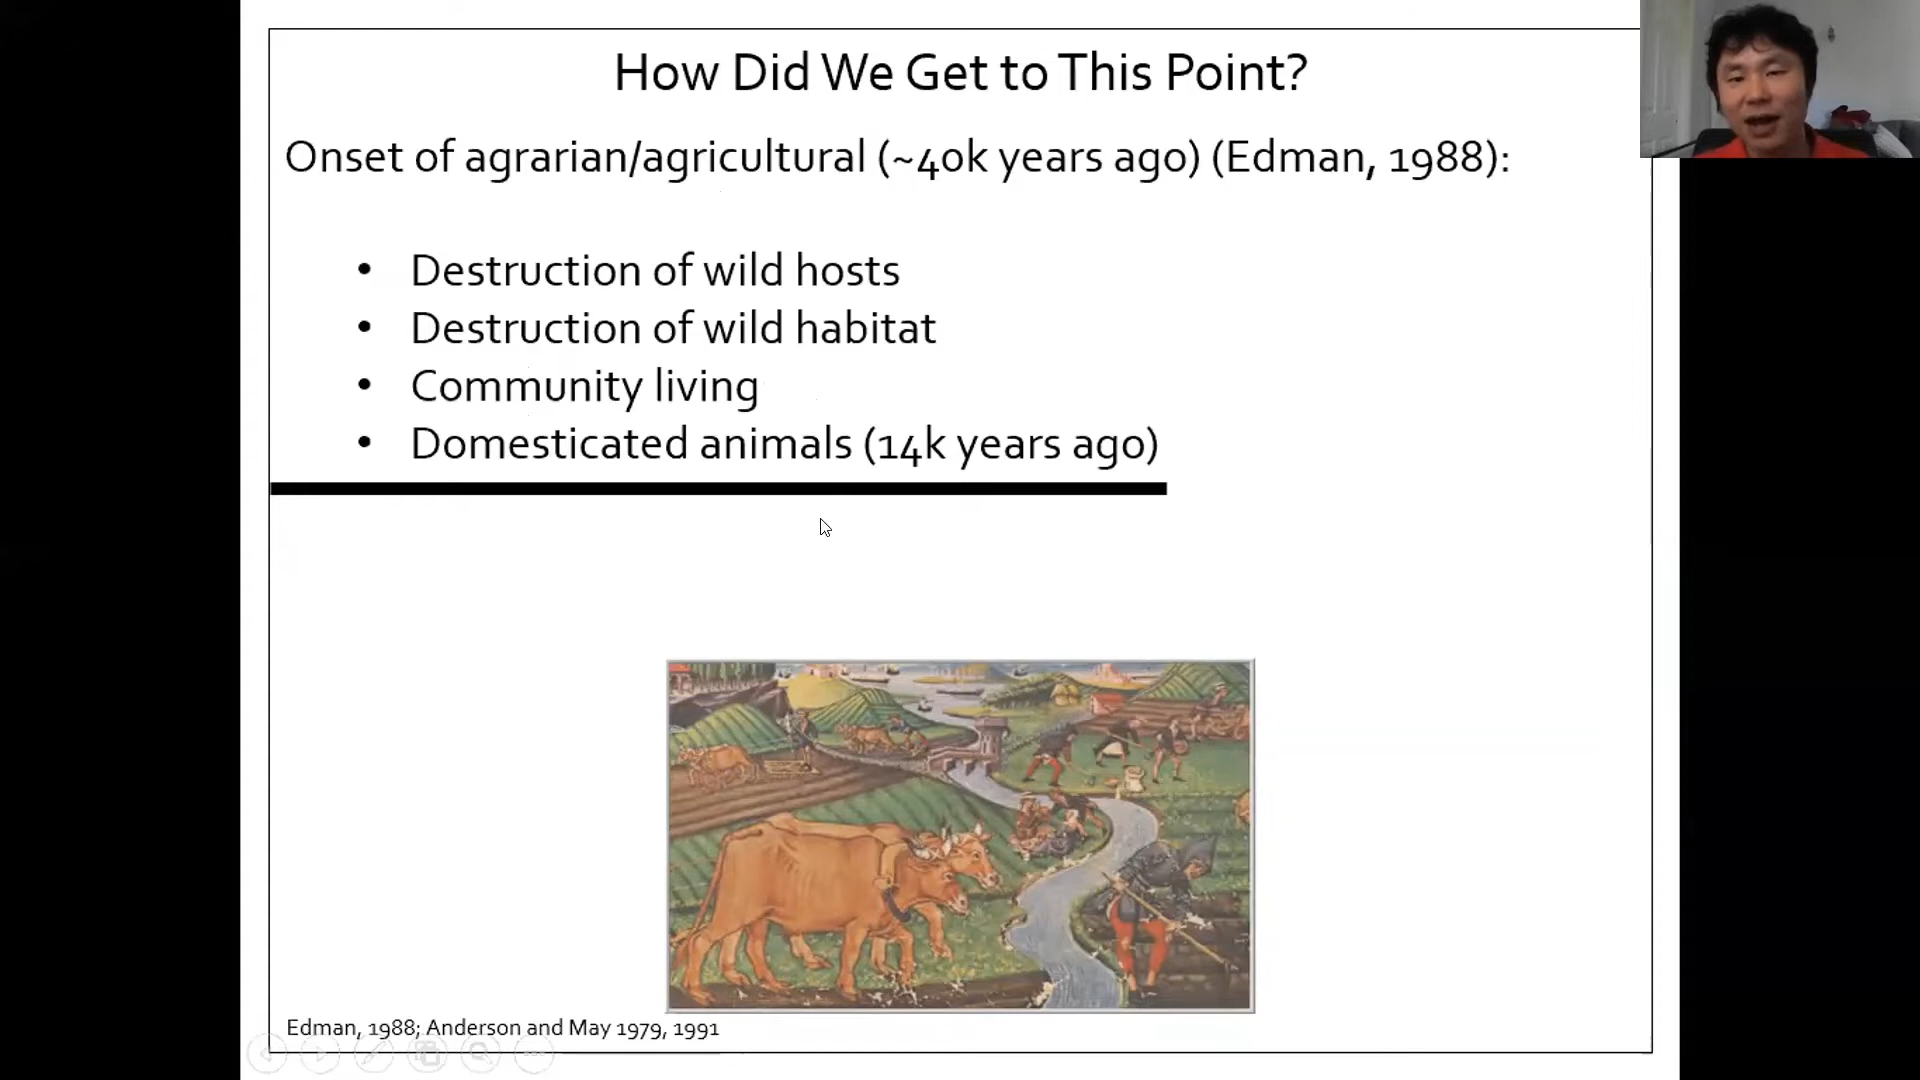 How Did We Get to This Point?
Onset of agrarian/agricultural (~40k years ago) (Edman, 1988):
• Destruction of wild hosts
• Destruction of wild habitat
• Community living
• Domesticated animals (14k years ago)
Edman, 1988; Anderson and May 1979, 1991